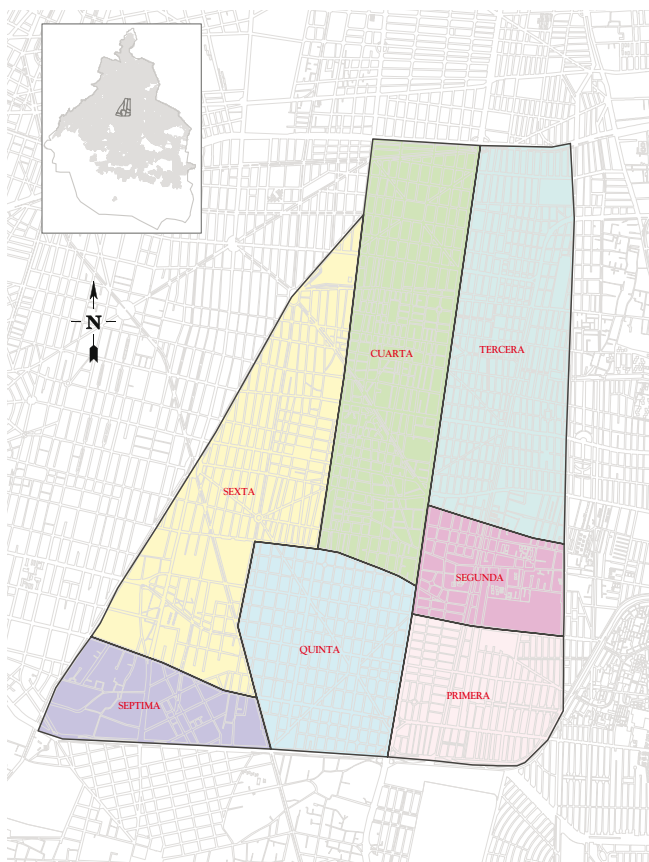 N
CUARTA
TERCERA
SEXTA
SEGUNDA
QUINTA
PRIMERA
SEPTIMA